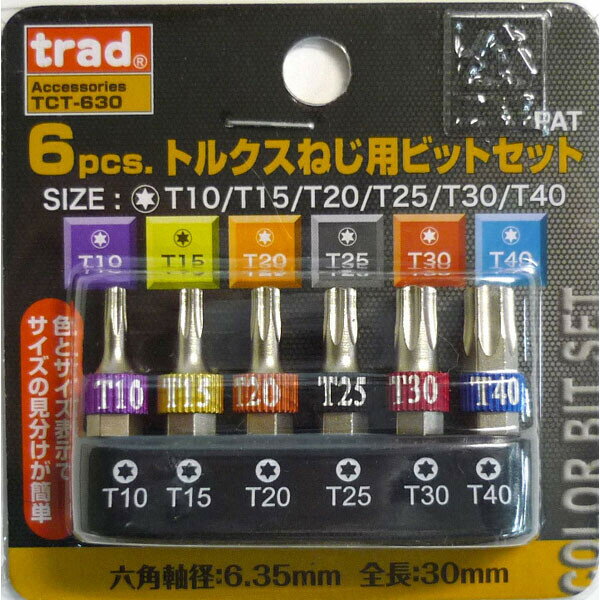 trad®
Accessories
TCT-630
PAT
6pcs.トルクスねじ用ビットセット
SIZE : T10/T15/T20/T25/T30/T40
T10 T15 T20 T25 T30 T40
色とサイズ表示で
サイズの見分けが簡単
T10 T15 T20 T25 T30 T40
T10 T15 T20 T25 T30 T40
COLOR BIT SET
六角軸径:6.35mm 全長:30mm